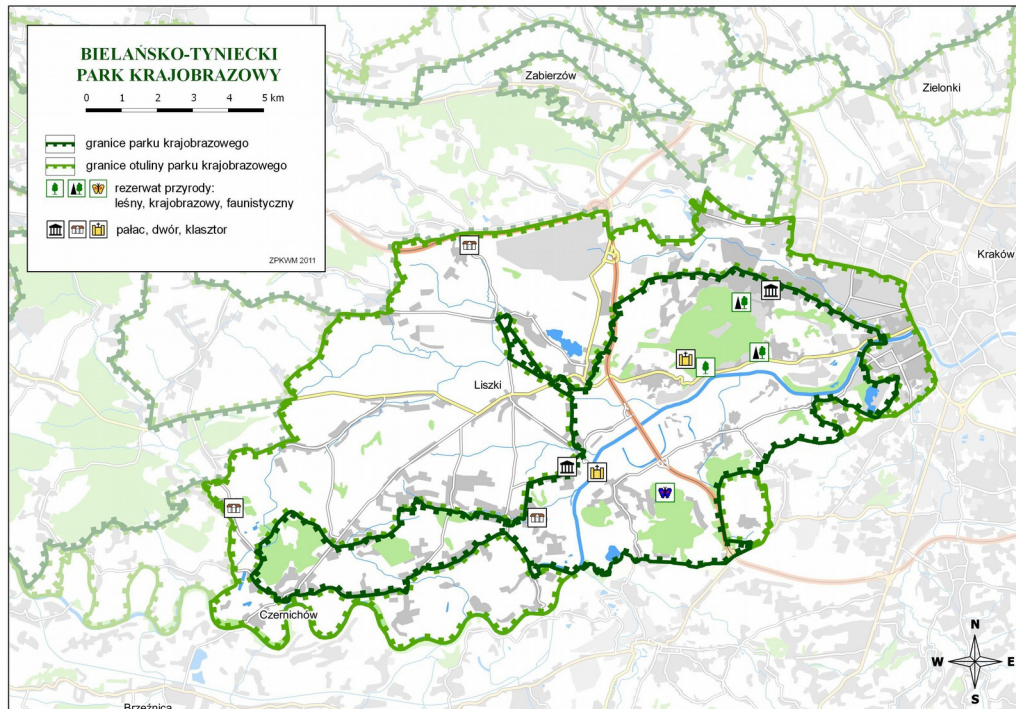 BIELAŃSKO-TYNIECKI
PARK KRAJOBRAZOWY
0 1 2 3 4 5 km
granice parku krajobrazowego
granice otuliny parku krajobrazowego
rezerwat przyrody:
leśny, krajobrazowy, faunistyczny
pałac, dwór, klasztor
ZPKWM 2011
Zabierzów
Zielonki
Kraków
Liszki
Czernichów
Brzeźnica
N
W E
S